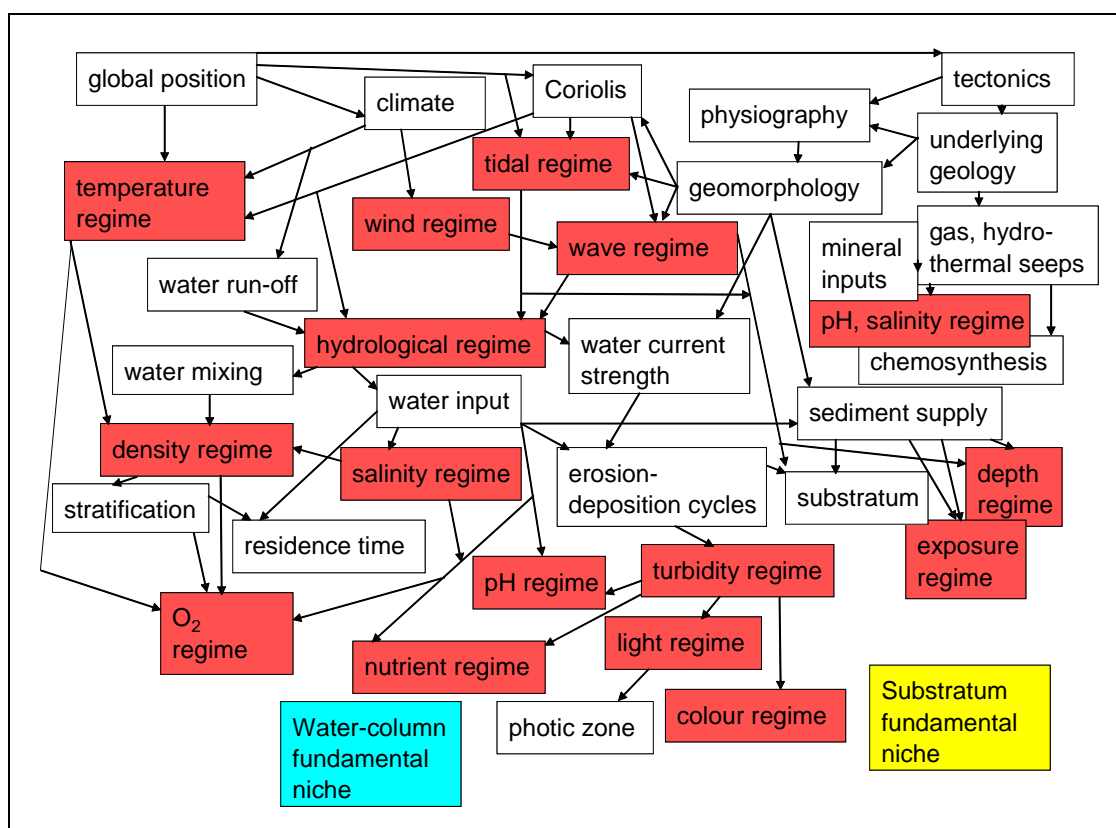 global position
climate
Coriolis
tectonics
physiography
underlying
geology
tidal regime
temperature
regime
geomorphology
wind regime
wave regime
mineral
inputs
gas, hydro-
thermal seeps
water run-off
pH, salinity regime
hydrological regime
water current
strength
chemosynthesis
water mixing
water input
sediment supply
density regime
salinity regime
erosion-
deposition cycles
substratum
depth
regime
stratification
residence time
exposure
regime
pH regime
turbidity regime
O2
regime
nutrient regime
light regime
colour regime
photic zone
Water-column
fundamental
niche
Substratum
fundamental
niche